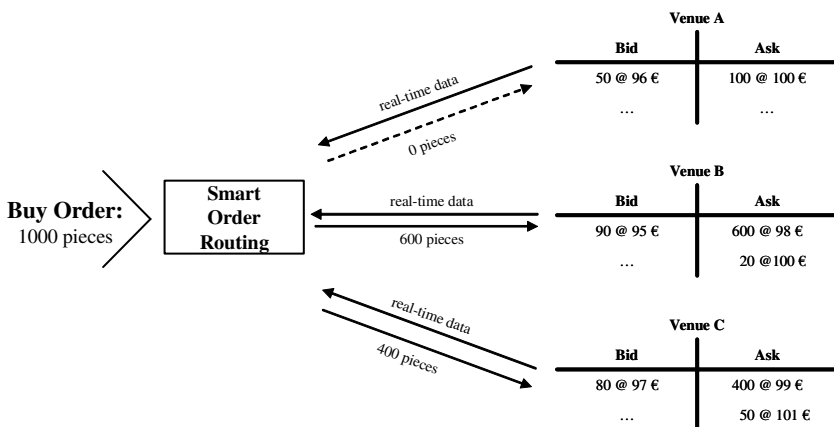 Buy Order:
1000 pieces
Smart
Order
Routing
real-time data
0 pieces
real-time data
600 pieces
real-time data
400 pieces
Venue A
Bid Ask
50 @ 96 € 100 @ 100 €
... ...
Venue B
Bid Ask
90 @ 95 € 600 @ 98 €
... 20 @100 €
Venue C
Bid Ask
80 @ 97 € 400 @ 99 €
... 50 @ 101 €